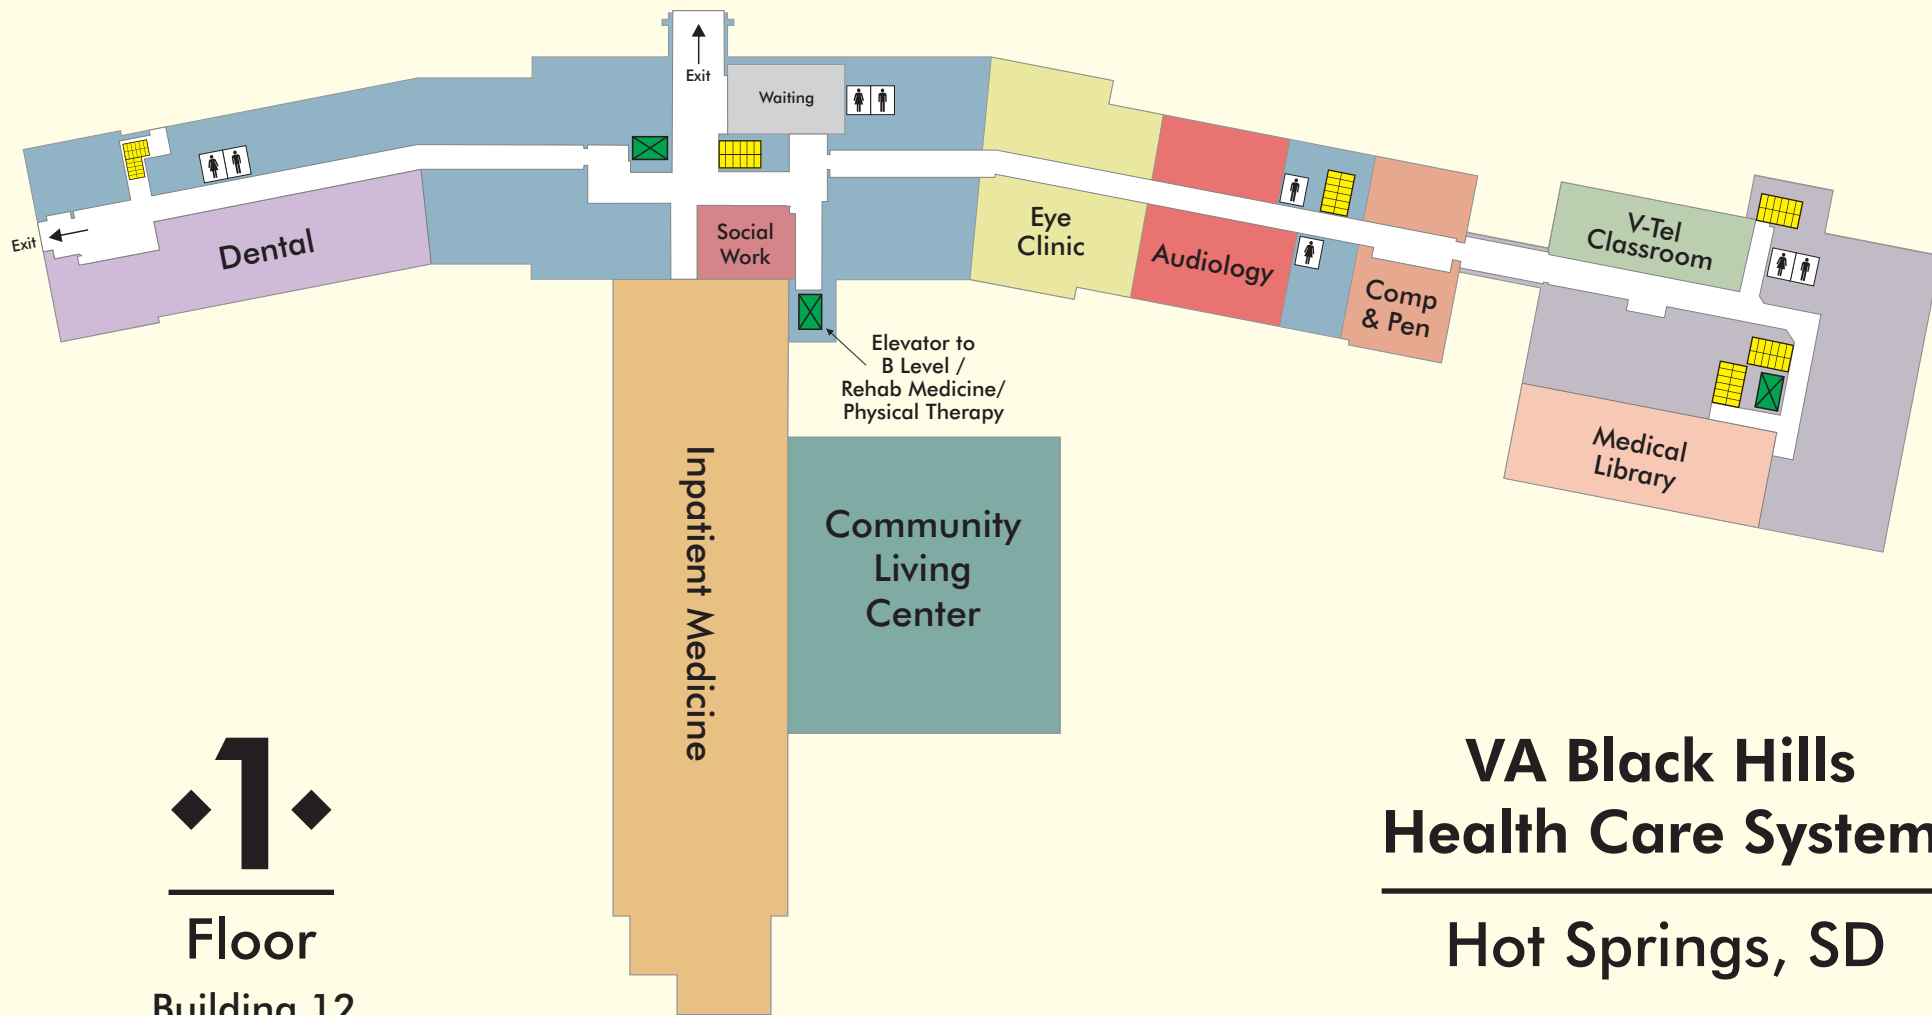 Exit
Waiting
Exit
Dental
Social
Work
Eye
Clinic
Audiology
Comp
& Pen
V-Tel
Classroom
Elevator to
B Level /
Rehab Medicine/
Physical Therapy
Medical
Library
Inpatient Medicine
Community
Living
Center
1
Floor
Building 12
VA Black Hills
Health Care System
Hot Springs, SD